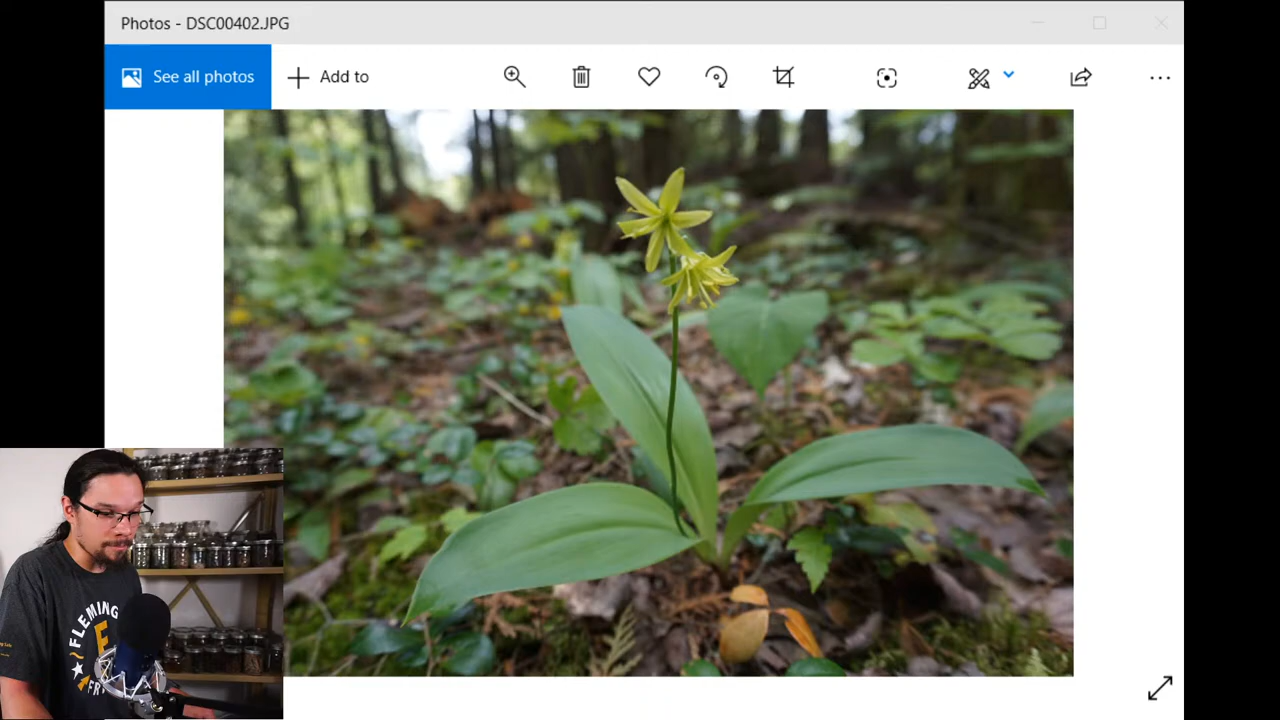 Photos - DSC00402.JPG
See all photos
Add to
FLEMING
F